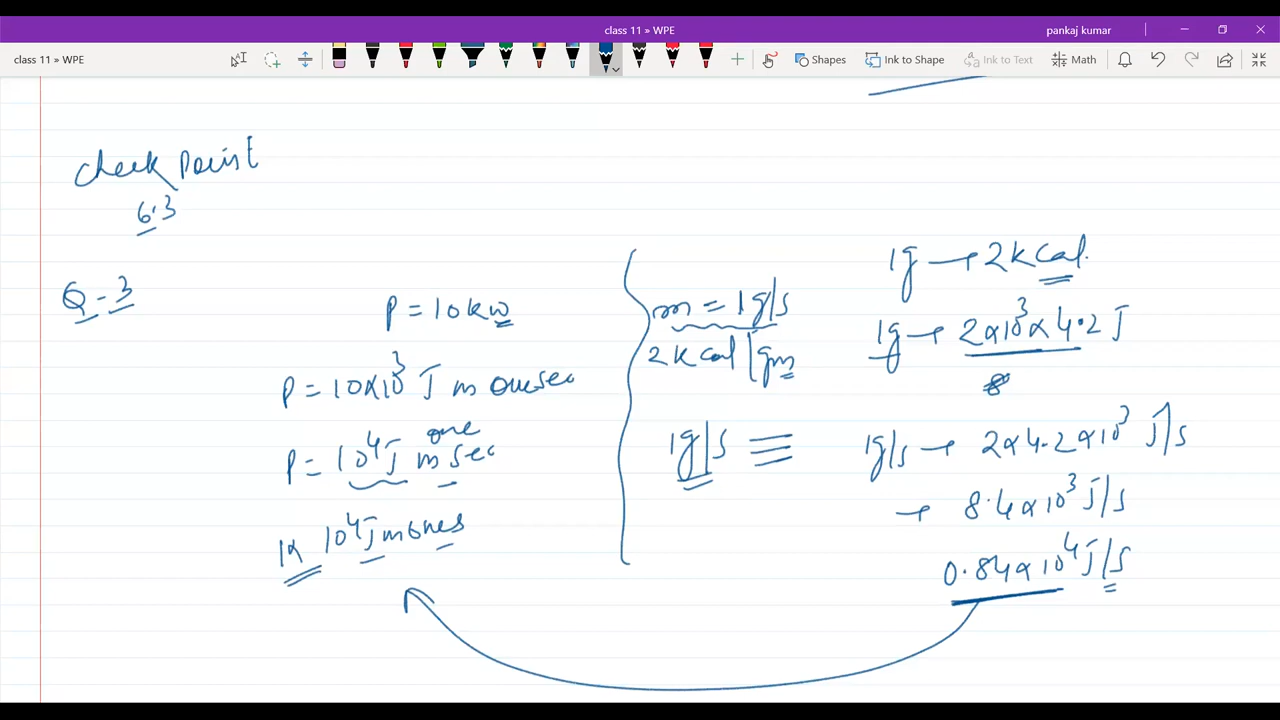 class 11 » WPE
pankaj kumar
class 11 » WPE
Shapes
Ink to Shape
Ink to Text
Math
Check Point
6.3
Q-3
P = 10 kw
P = 10 × 10³ J in one sec
P = 10⁴ J in one sec
1 × 10⁴ J in one s
m = 1g/s
2 k cal / gm
1g/s ≡
1g → 2 k cal.
1g → 2 × 10³ × 4.2 J
8
1g/s → 2 × 4.2 × 10³ J/s
→ 8.4 × 10³ J/s
0.84 × 10⁴ J/s